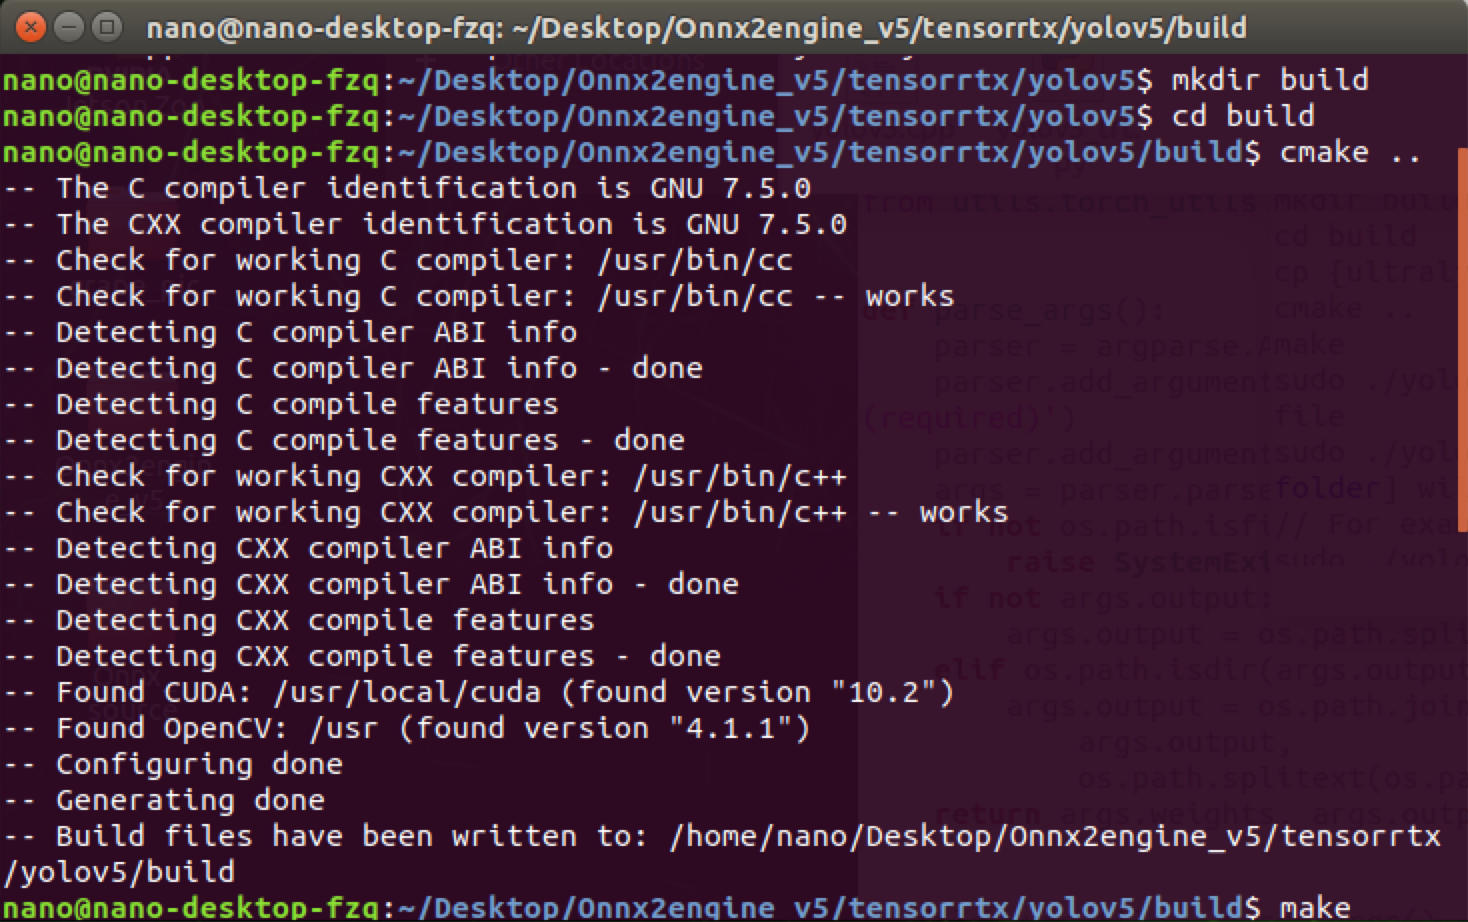 nano@nano-desktop-fzq: ~/Desktop/Onnx2engine_v5/tensorrtx/yolov5/build
nano@nano-desktop-fzq:~/Desktop/Onnx2engine_v5/tensorrtx/yolov5$ mkdir build
nano@nano-desktop-fzq:~/Desktop/Onnx2engine_v5/tensorrtx/yolov5$ cd build
nano@nano-desktop-fzq:~/Desktop/Onnx2engine_v5/tensorrtx/yolov5/build$ cmake ..
-- The C compiler identification is GNU 7.5.0
-- The CXX compiler identification is GNU 7.5.0
-- Check for working C compiler: /usr/bin/cc
-- Check for working C compiler: /usr/bin/cc -- works
-- Detecting C compiler ABI info
-- Detecting C compiler ABI info - done
-- Detecting C compile features
-- Detecting C compile features - done
-- Check for working CXX compiler: /usr/bin/c++
-- Check for working CXX compiler: /usr/bin/c++ -- works
-- Detecting CXX compiler ABI info
-- Detecting CXX compiler ABI info - done
-- Detecting CXX compile features
-- Detecting CXX compile features - done
-- Found CUDA: /usr/local/cuda (found version "10.2")
-- Found OpenCV: /usr (found version "4.1.1")
-- Configuring done
-- Generating done
-- Build files have been written to: /home/nano/Desktop/Onnx2engine_v5/tensorrtx
/yolov5/build
nano@nano-desktop-fzq:~/Desktop/Onnx2engine_v5/tensorrtx/yolov5/build$ make